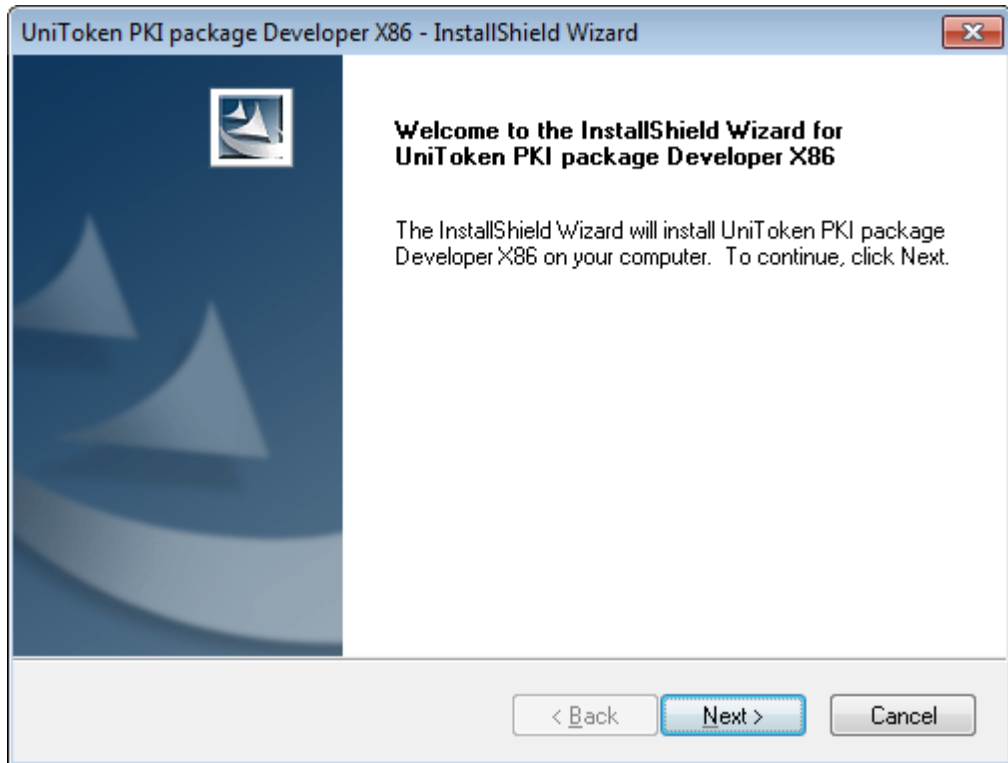 UniToken PKI package Developer X86 - InstallShield Wizard
Welcome to the InstallShield Wizard for
UniToken PKI package Developer X86
The InstallShield Wizard will install UniToken PKI package
Developer X86 on your computer.  To continue, click Next.
< Back
Next >
Cancel